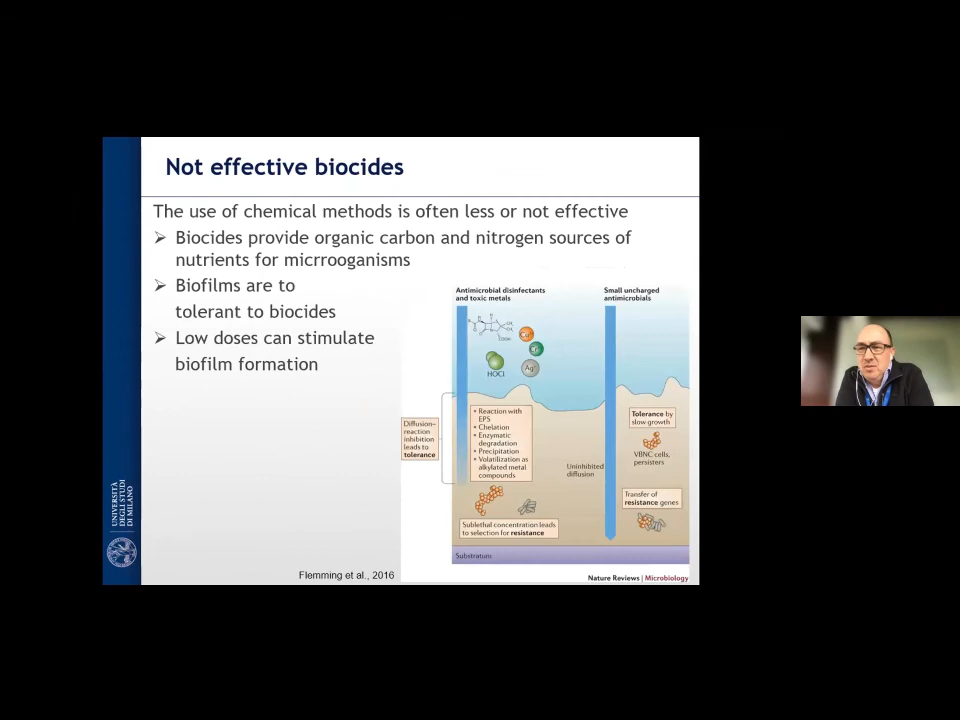 Not effective biocides
The use of chemical methods is often less or not effective
Biocides provide organic carbon and nitrogen sources of
nutrients for micrrooganisms
Biofilms are to
tolerant to biocides
Low doses can stimulate
biofilm formation
Antimicrobial disinfectants
and toxic metals
Small uncharged
antimicrobials
COOH
HOCl
Ag⁺
Diffusion–
reaction
inhibition
leads to
tolerance
• Reaction with
EPS
• Chelation
• Enzymatic
degradation
• Precipitation
• Volatilization as
alkylated metal
compounds
Tolerance by
slow growth
VBNC cells,
persisters
Uninhibited
diffusion
Transfer of
resistance genes
Sublethal concentration leads
to selection for resistance
Substratum
Flemming et al., 2016
Nature Reviews | Microbiology
UNIVERSITÀ
DEGLI STUDI
DI MILANO